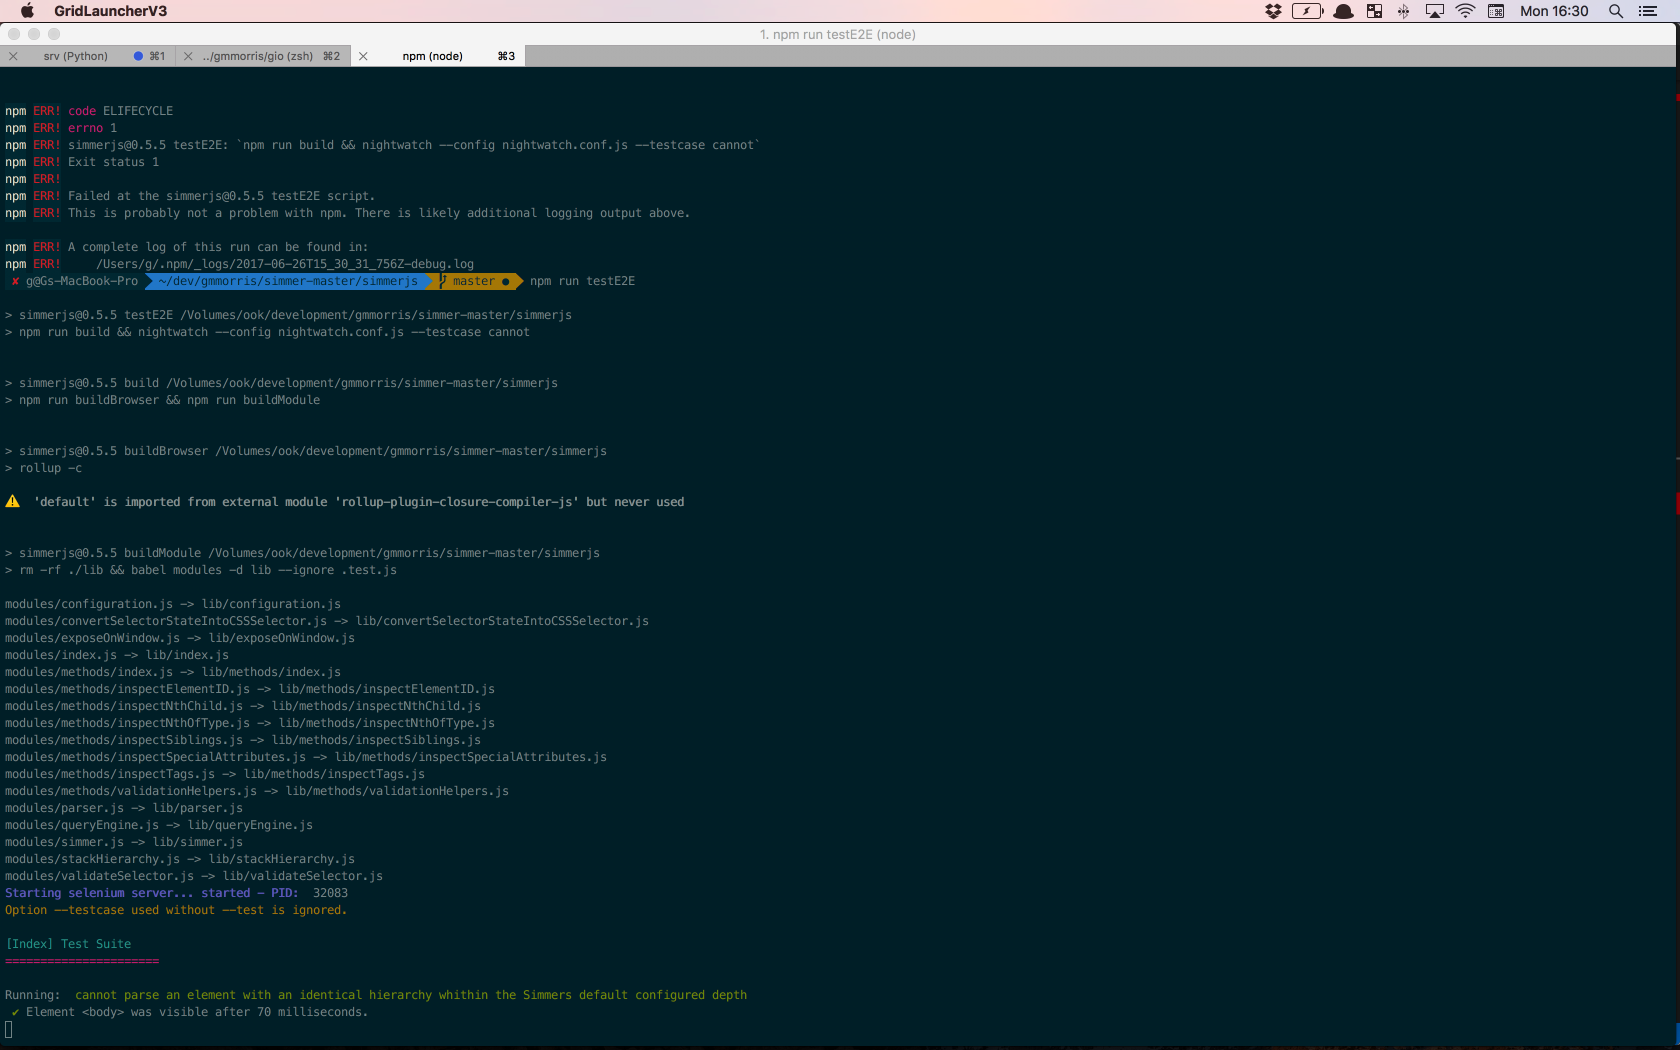 GridLauncherV3
Mon 16:30
1. npm run testE2E (node)
srv (Python) ⌘1 ../gmmorris/gio (zsh) ⌘2 npm (node) ⌘3
npm ERR! code ELIFECYCLE
npm ERR! errno 1
npm ERR! simmerjs@0.5.5 testE2E: `npm run build && nightwatch --config nightwatch.conf.js --testcase cannot`
npm ERR! Exit status 1
npm ERR!
npm ERR! Failed at the simmerjs@0.5.5 testE2E script.
npm ERR! This is probably not a problem with npm. There is likely additional logging output above.
npm ERR! A complete log of this run can be found in:
npm ERR!     /Users/g/.npm/_logs/2017-06-26T15_30_31_756Z-debug.log
✘ g@Gs-MacBook-Pro ~/dev/gmmorris/simmer-master/simmerjs master ● npm run testE2E
> simmerjs@0.5.5 testE2E /Volumes/ook/development/gmmorris/simmer-master/simmerjs
> npm run build && nightwatch --config nightwatch.conf.js --testcase cannot
> simmerjs@0.5.5 build /Volumes/ook/development/gmmorris/simmer-master/simmerjs
> npm run buildBrowser && npm run buildModule
> simmerjs@0.5.5 buildBrowser /Volumes/ook/development/gmmorris/simmer-master/simmerjs
> rollup -c
⚠ 'default' is imported from external module 'rollup-plugin-closure-compiler-js' but never used
> simmerjs@0.5.5 buildModule /Volumes/ook/development/gmmorris/simmer-master/simmerjs
> rm -rf ./lib && babel modules -d lib --ignore .test.js
modules/configuration.js -> lib/configuration.js
modules/convertSelectorStateIntoCSSSelector.js -> lib/convertSelectorStateIntoCSSSelector.js
modules/exposeOnWindow.js -> lib/exposeOnWindow.js
modules/index.js -> lib/index.js
modules/methods/index.js -> lib/methods/index.js
modules/methods/inspectElementID.js -> lib/methods/inspectElementID.js
modules/methods/inspectNthChild.js -> lib/methods/inspectNthChild.js
modules/methods/inspectNthOfType.js -> lib/methods/inspectNthOfType.js
modules/methods/inspectSiblings.js -> lib/methods/inspectSiblings.js
modules/methods/inspectSpecialAttributes.js -> lib/methods/inspectSpecialAttributes.js
modules/methods/inspectTags.js -> lib/methods/inspectTags.js
modules/methods/validationHelpers.js -> lib/methods/validationHelpers.js
modules/parser.js -> lib/parser.js
modules/queryEngine.js -> lib/queryEngine.js
modules/simmer.js -> lib/simmer.js
modules/stackHierarchy.js -> lib/stackHierarchy.js
modules/validateSelector.js -> lib/validateSelector.js
Starting selenium server... started - PID:  32083
Option --testcase used without --test is ignored.
[Index] Test Suite
======================
Running:  cannot parse an element with an identical hierarchy whithin the Simmers default configured depth
✔ Element <body> was visible after 70 milliseconds.